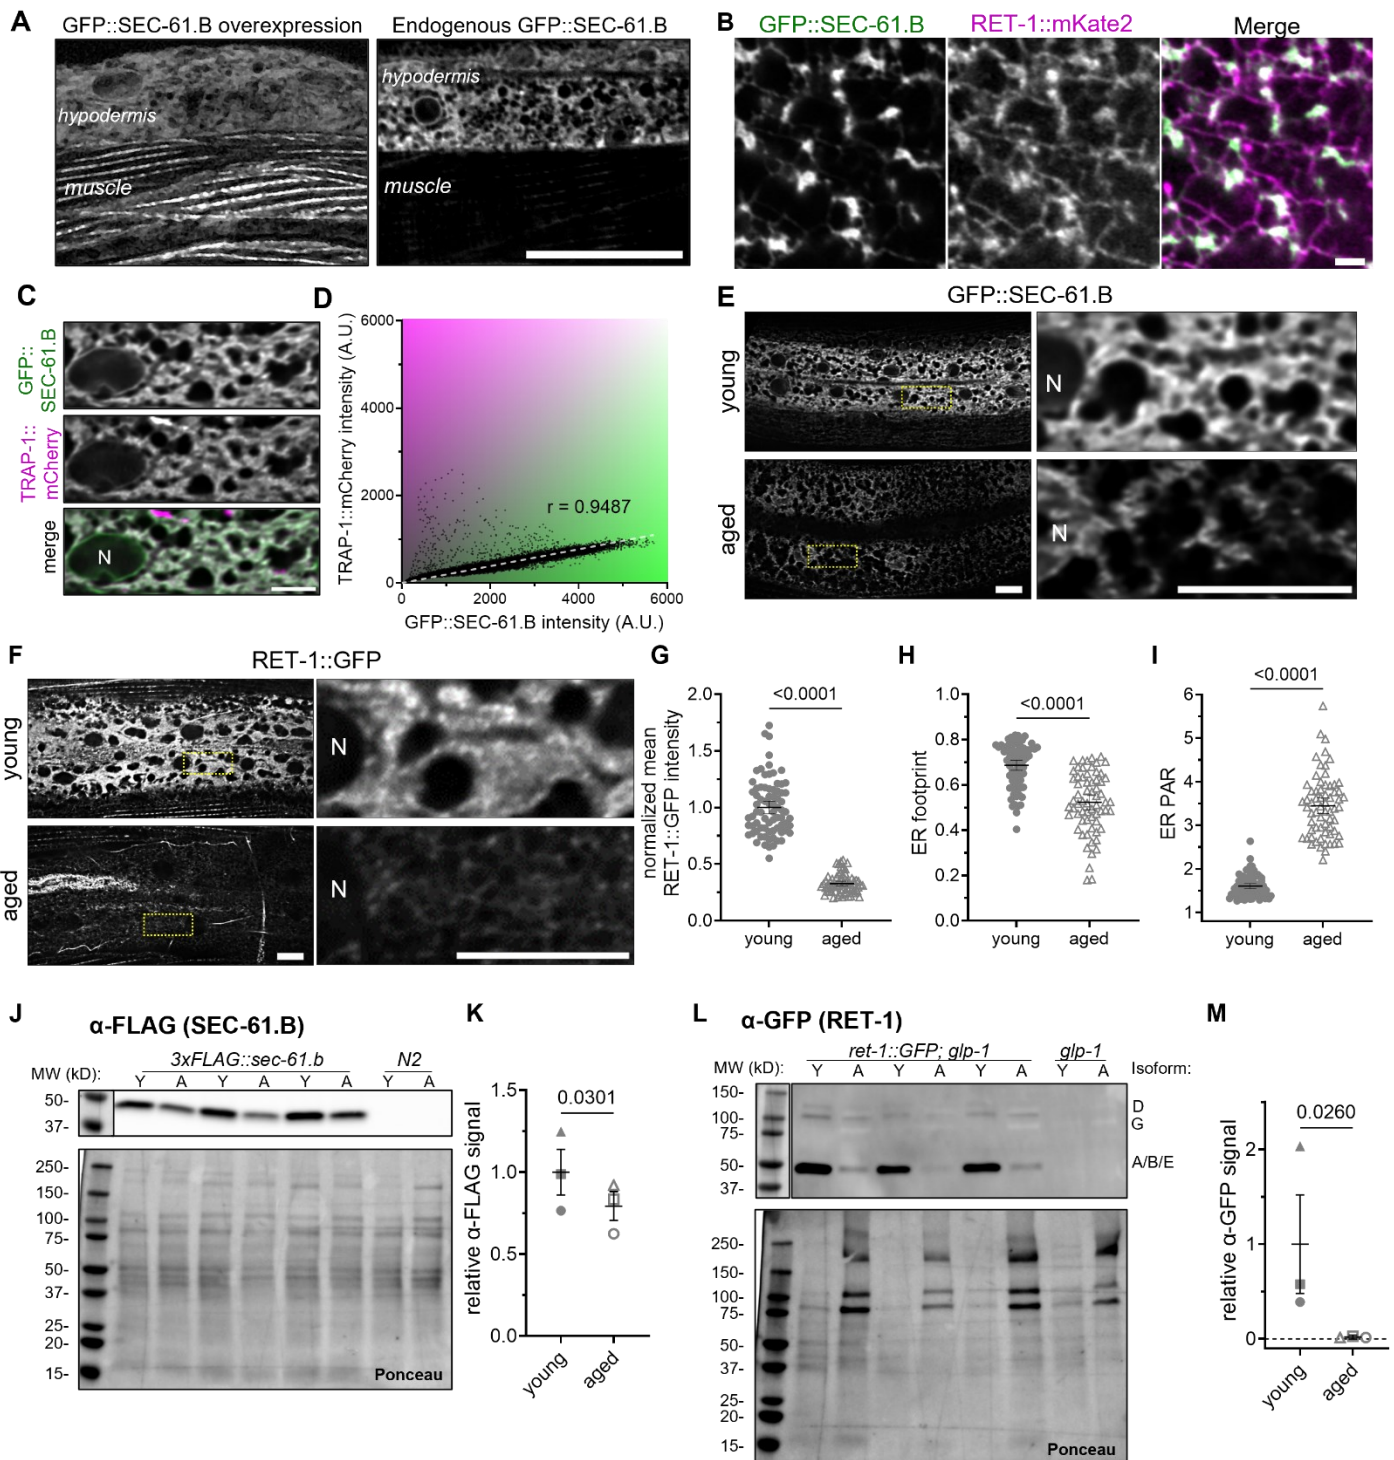 A
GFP::SEC-61.B overexpression
Endogenous GFP::SEC-61.B
hypodermis
muscle
hypodermis
muscle
B
GFP::SEC-61.B
RET-1::mKate2
Merge
C
GFP::
SEC-61.B
TRAP-1::
mCherry
merge
N
D
TRAP-1::mCherry intensity (A.U.)
6000
4000
2000
0
r = 0.9487
0
2000
4000
6000
GFP::SEC-61.B intensity (A.U.)
E
GFP::SEC-61.B
young
N
aged
N
F
RET-1::GFP
young
N
aged
N
G
normalized mean
RET-1::GFP intensity
2.0
1.5
1.0
0.5
0.0
<0.0001
young
aged
H
ER footprint
1.0
0.8
0.6
0.4
0.2
0.0
<0.0001
young
aged
I
ER PAR
6
5
4
3
2
1
<0.0001
young
aged
J
α-FLAG (SEC-61.B)
3xFLAG::sec-61.b
N2
MW (kD):
Y A Y A Y A Y A
50-
37-
250-
150-
100-
75-
50-
37-
25-
20-
15-
Ponceau
K
relative α-FLAG signal
1.5
1.0
0.5
0.0
0.0301
young
aged
L
α-GFP (RET-1)
ret-1::GFP; glp-1
glp-1
MW (kD):
Y A Y A Y A Y A
Isoform:
150-
100-
75-
50-
37-
D
G
A/B/E
250-
150-
100-
75-
50-
37-
25-
20-
15-
Ponceau
M
relative α-GFP signal
2
1
0
0.0260
young
aged